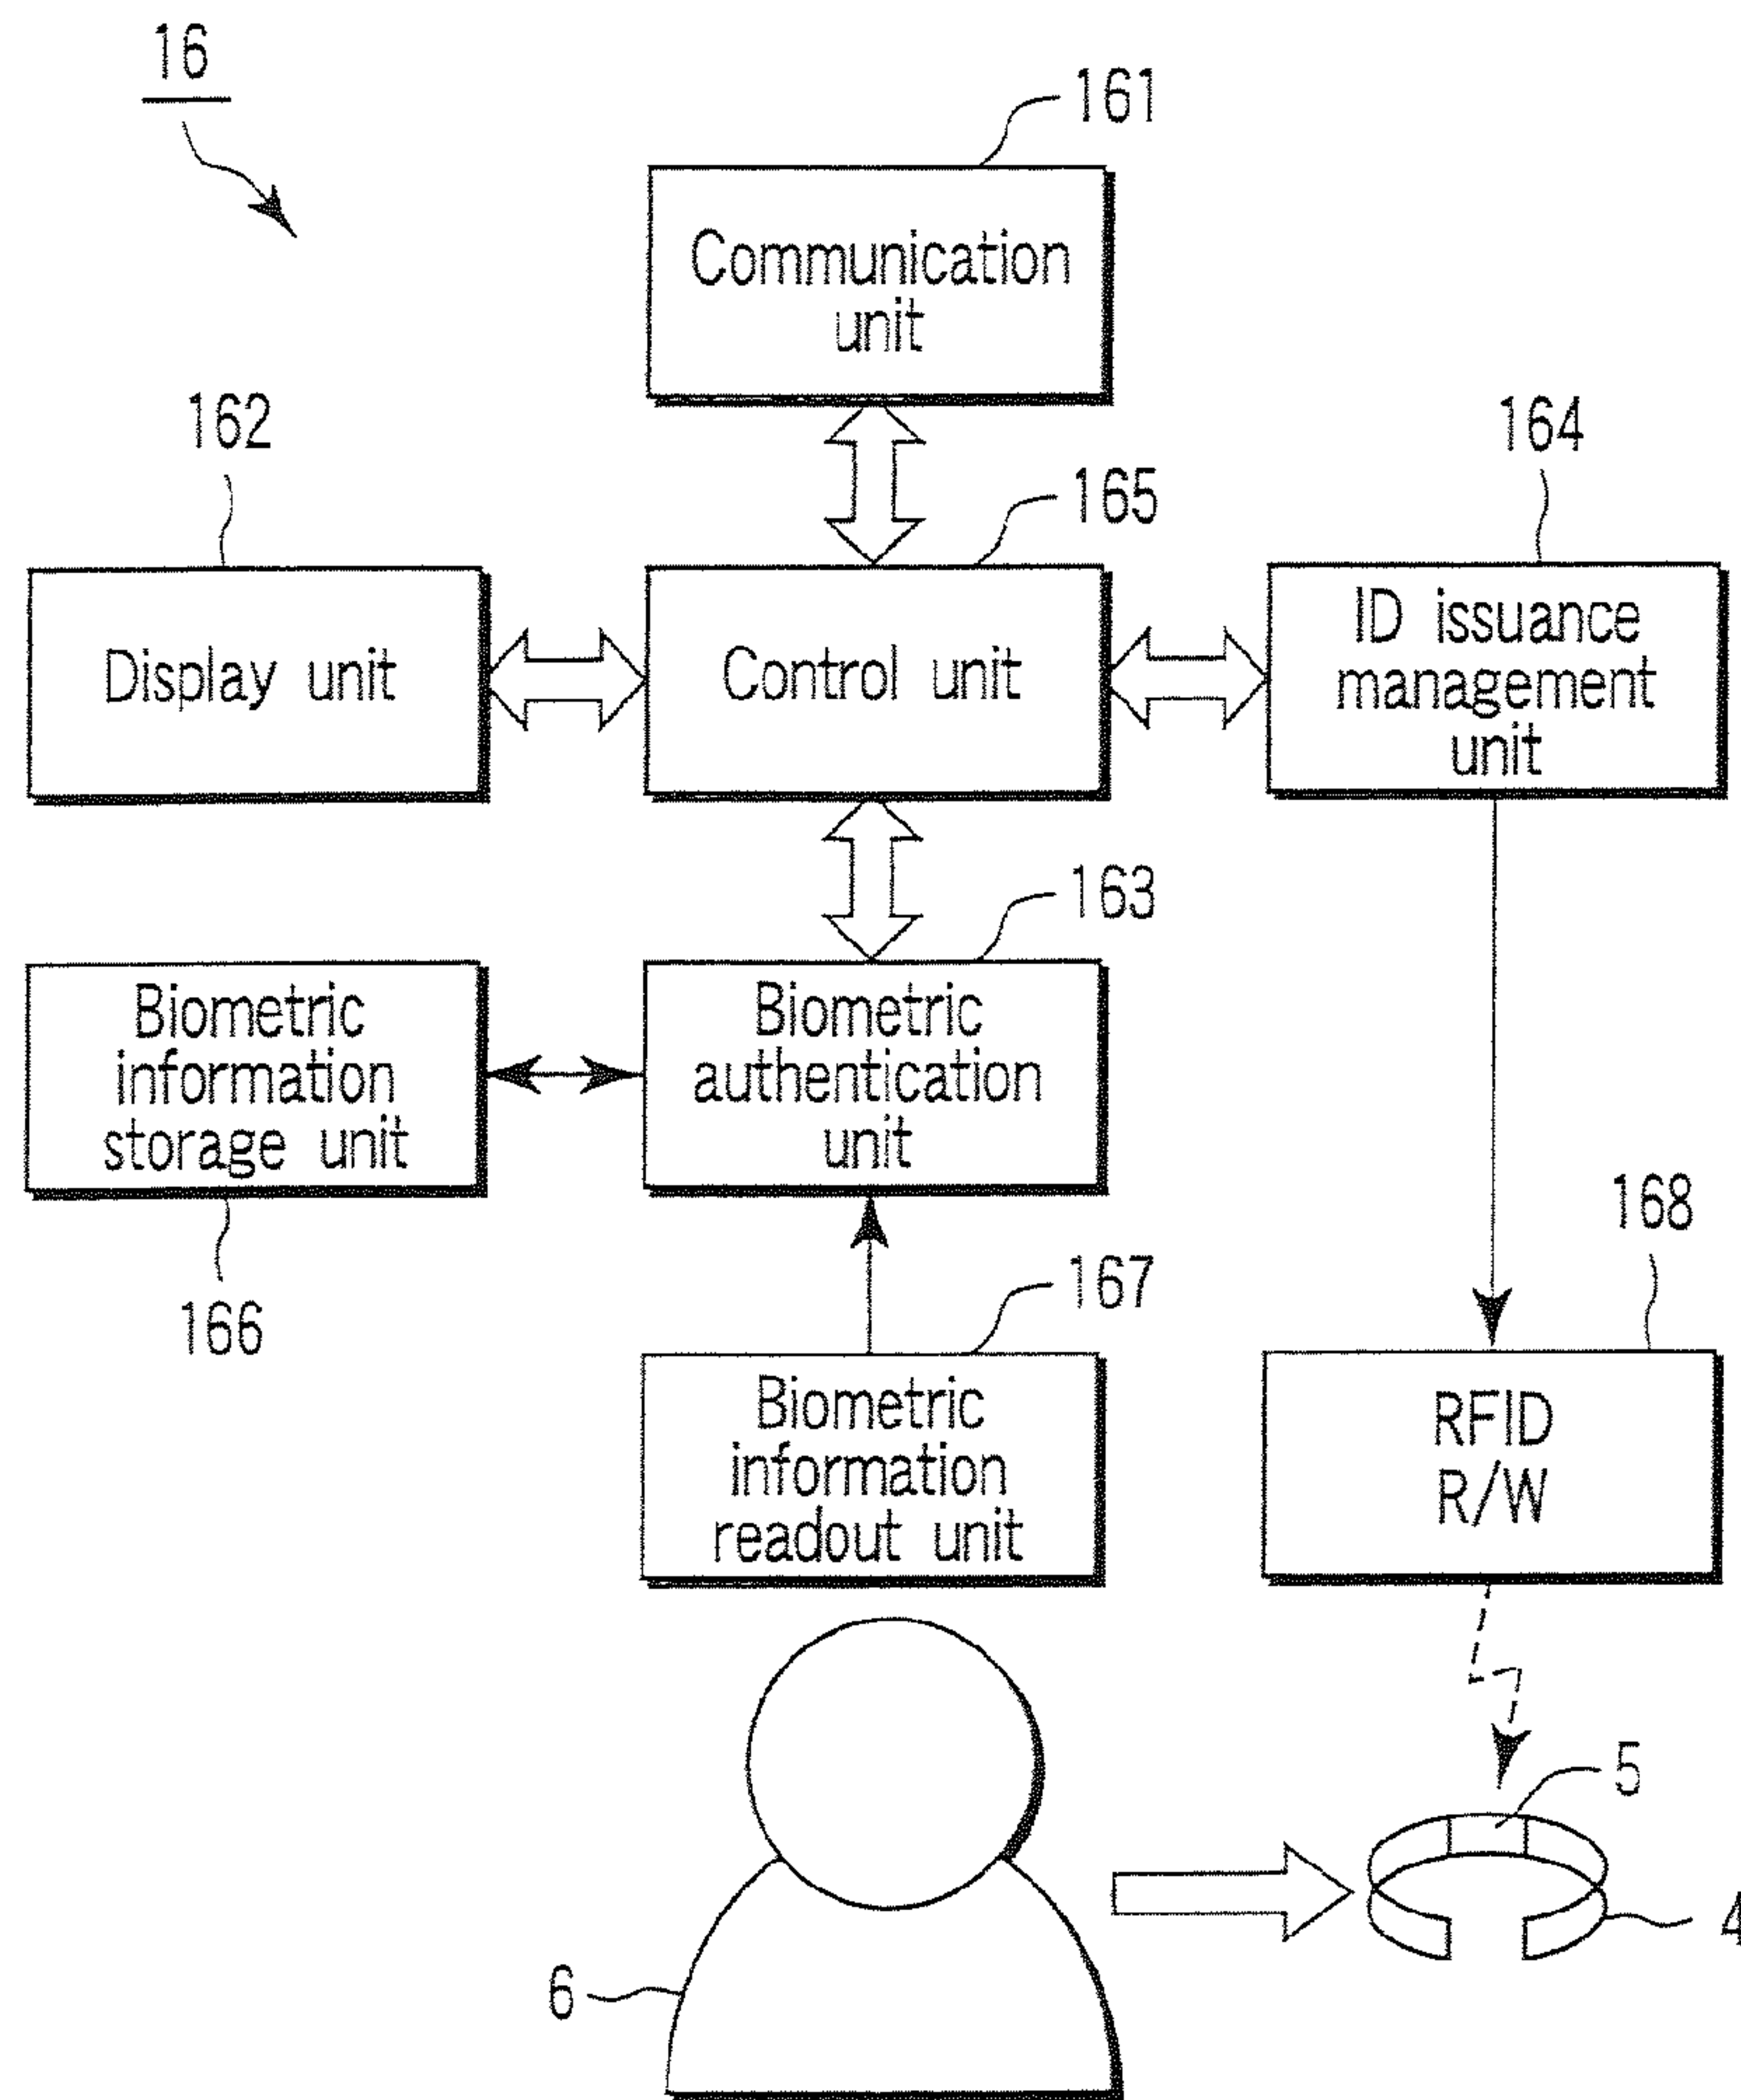 16
161
Communication
unit
162
165
164
Display unit
Control unit
ID issuance
management
unit
163
Biometric
information
storage unit
Biometric
authentication
unit
166
167
168
Biometric
information
readout unit
RFID
R/W
5
4
6